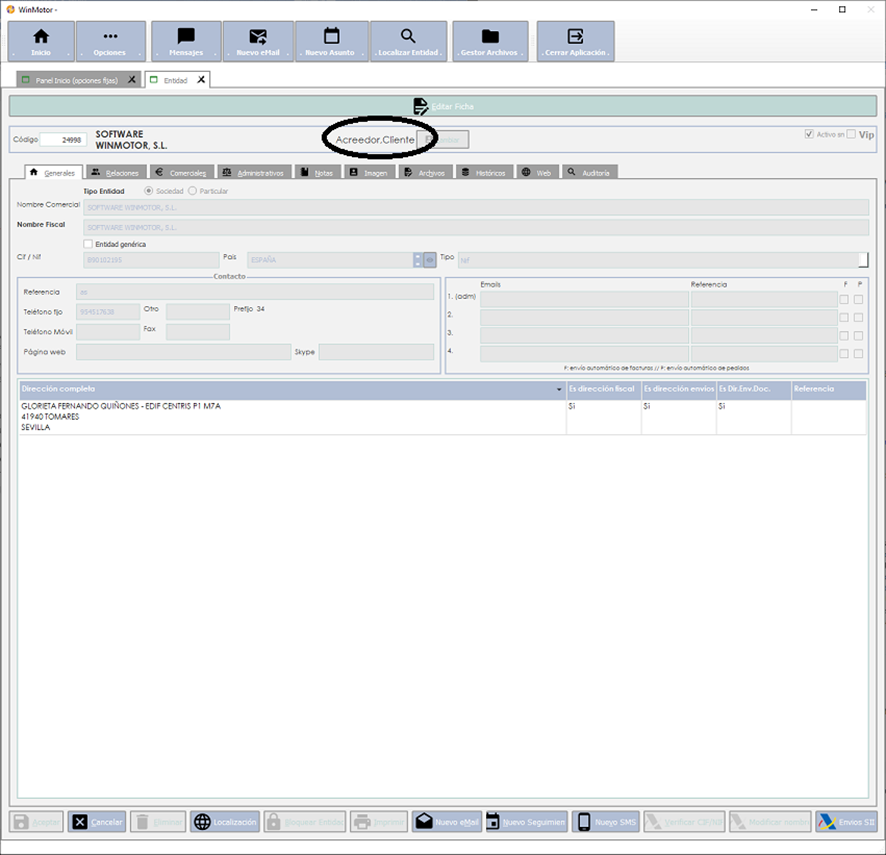 WinMotor -
Inicio
Opciones
Mensajes
Nuevo eMail
Nuevo Asunto
Localizar Entidad
Gestor Archivos
Cerrar Aplicación
Panel Inicio (opciones fijas) X
Entidad X
Editar Ficha
Código 24998 SOFTWARE WINMOTOR, S.L.
Acreedor,Cliente
Activo en Vip
Generales Relaciones Comerciales Administrativos Notas Imagen Archivos Históricos Web Auditoría
Tipo Entidad Sociedad Particular
Nombre Comercial SOFTWARE WINMOTOR, S.L.
Nombre Fiscal SOFTWARE WINMOTOR, S.L.
Entidad genérica
Cif / Nif B90102195 País ESPAÑA Tipo Nif
Contacto
Referencia
Teléfono fijo 954517638 Otro Prefijo 34
Teléfono Móvil Fax
Página web Skype
Emails Referencia F P
1. (adm)
2.
3.
4.
F: envío automático de facturas // P: envío automático de pedidos
Dirección completa Es dirección fiscal Es dirección envíos Es Dir.Env.Doc. Referencia
GLORIETA FERNANDO QUIÑONES - EDIF CENTRIS P1 M7A Si Si Si
41940 TOMARES
SEVILLA
Aceptar Cancelar Eliminar Localización Bloquear Entidad Imprimir Nuevo eMail Nuevo Seguimien Nuevo SMS Verificar CIF/NIF Modificar nombre Envios SII